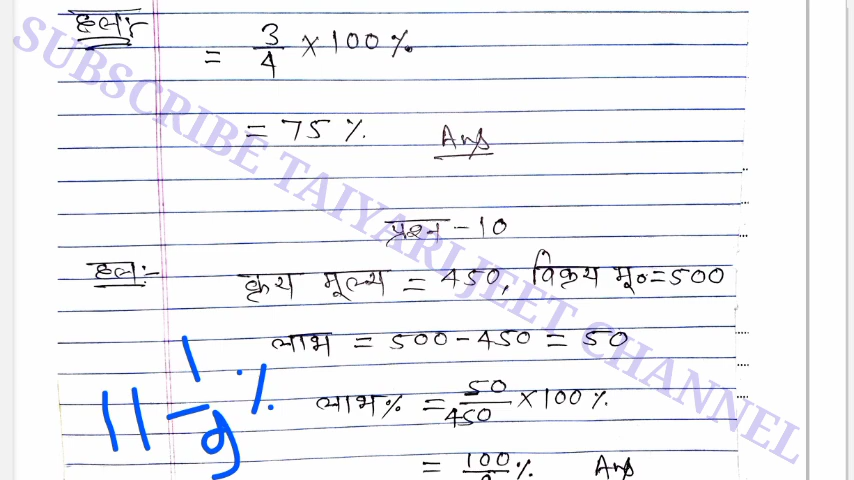 हलः-
= 3/4 × 100 %
= 75 %. Ans
प्रश्न - 10
हलः-
क्रय मूल्य = 450, विक्रय मू० = 500
लाभ = 500 - 450 = 50
लाभ% = 50/450 × 100 %.
= 100/ % Ans
11 1/9 %
SUBSCRIBE TAIYARIJEET CHANNEL